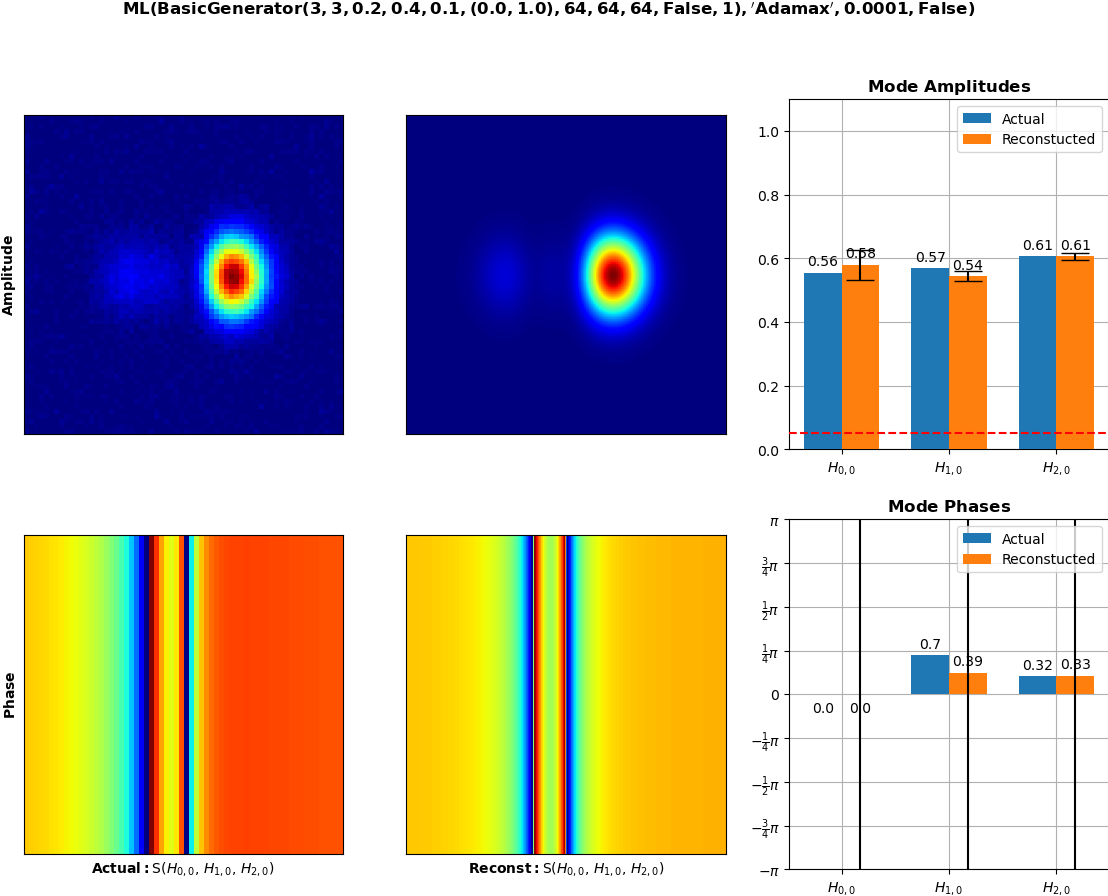 ML(BasicGenerator(3, 3, 0.2, 0.4, 0.1, (0.0, 1.0), 64, 64, 64, False, 1), 'Adamax', 0.0001, False)
Amplitude
Mode Amplitudes
Actual
Reconstucted
1.0
0.8
0.6
0.4
0.2
0.0
0.56 0.58 0.57 0.54 0.61 0.61
H0,0 H1,0 H2,0
Phase
Actual: S(H0,0, H1,0, H2,0)
Reconst: S(H0,0, H1,0, H2,0)
Mode Phases
Actual
Reconstucted
π
3/4π
1/2π
1/4π
0
−1/4π
−1/2π
−3/4π
−π
0.0 0.0 0.7 0.39 0.32 0.33
H0,0 H1,0 H2,0